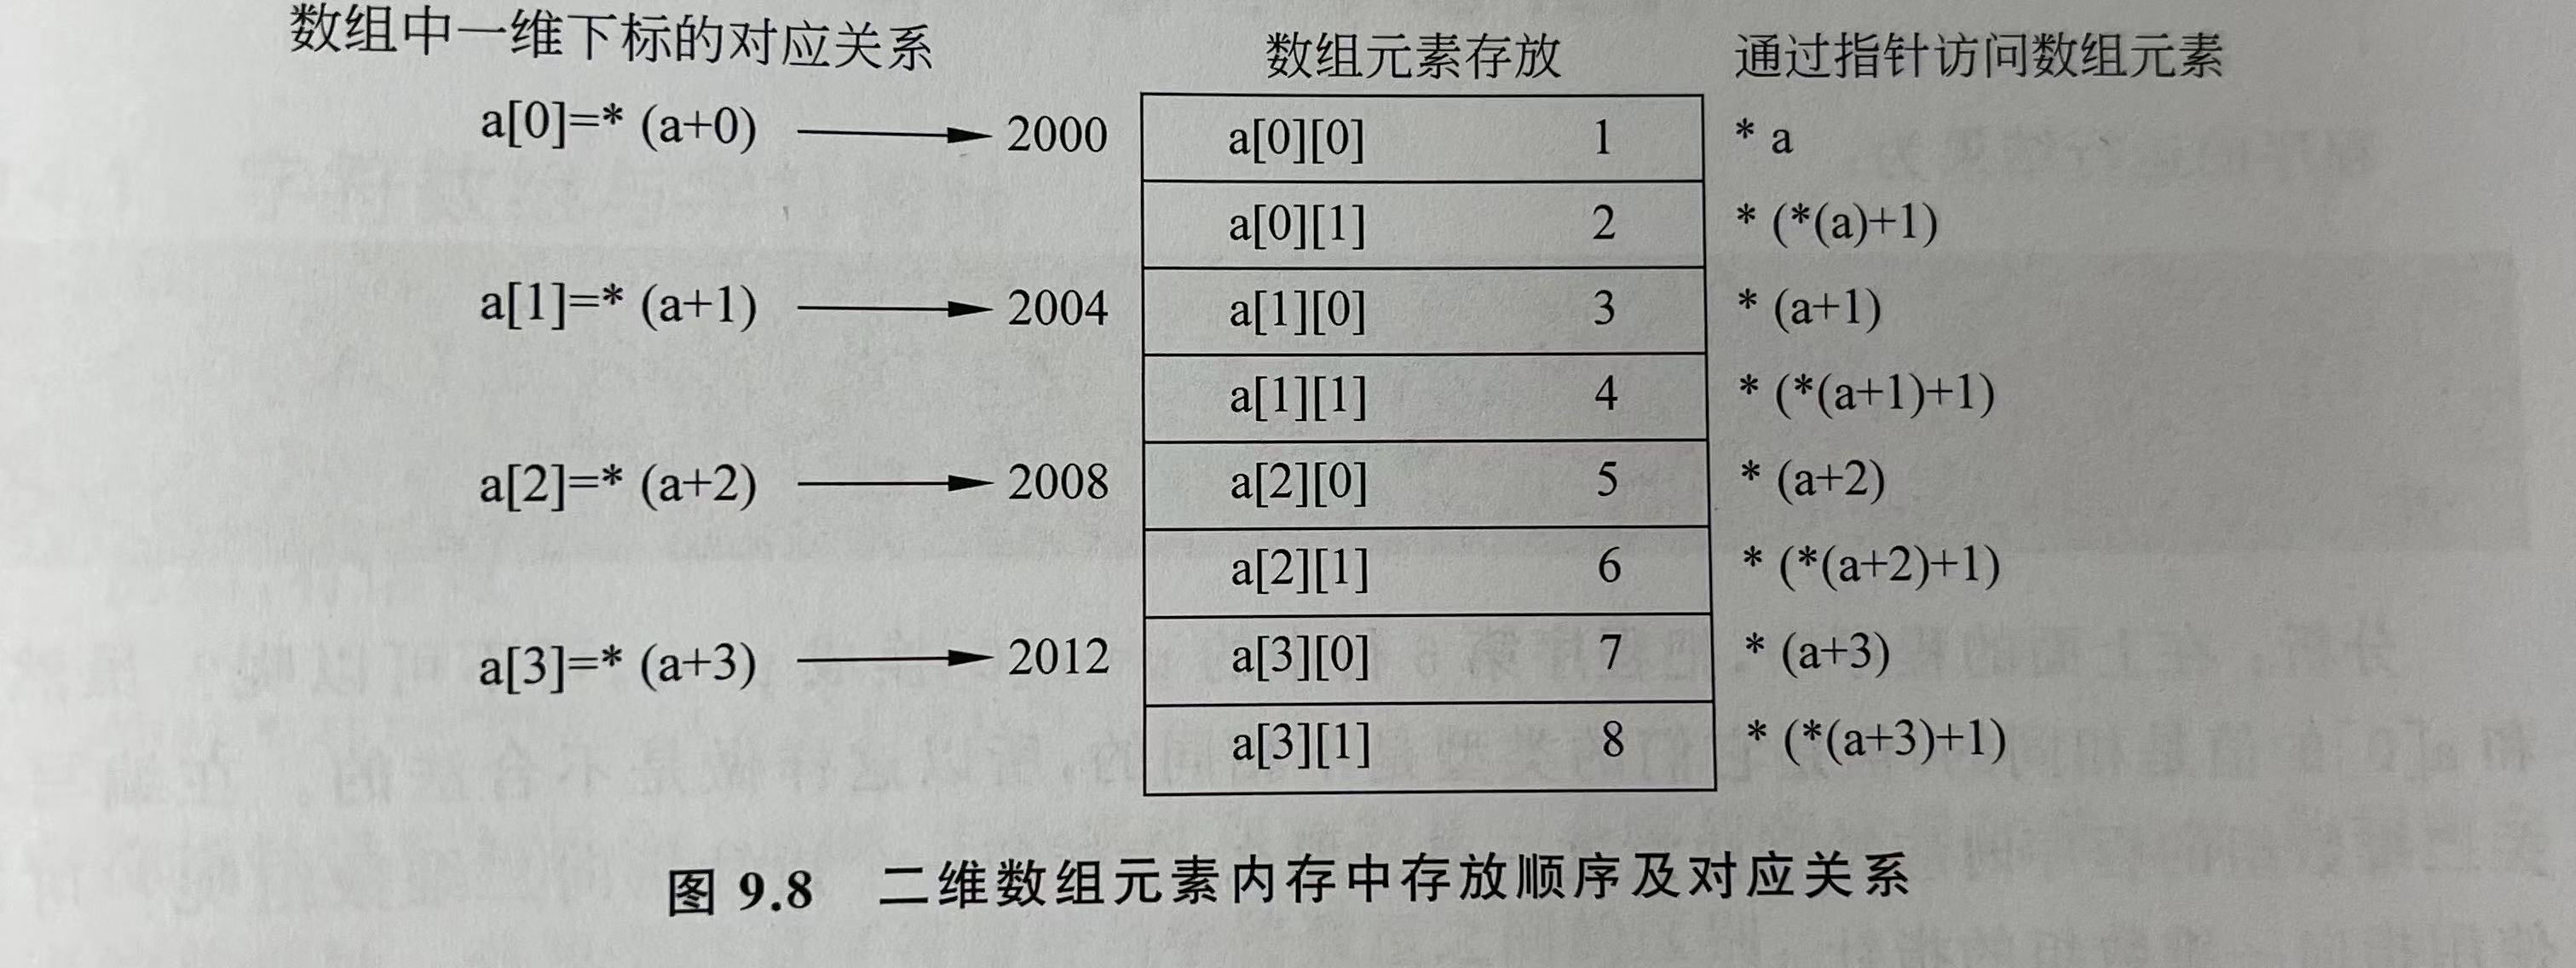 数组中一维下标的对应关系 数组元素存放 通过指针访问数组元素
a[0]=* (a+0) 2000 a[0][0] 1 * a
a[0][1] 2 * (*(a)+1)
a[1]=* (a+1) 2004 a[1][0] 3 * (a+1)
a[1][1] 4 * (*(a+1)+1)
a[2]=* (a+2) 2008 a[2][0] 5 * (a+2)
a[2][1] 6 * (*(a+2)+1)
a[3]=* (a+3) 2012 a[3][0] 7 * (a+3)
a[3][1] 8 * (*(a+3)+1)
图 9.8 二维数组元素内存中存放顺序及对应关系